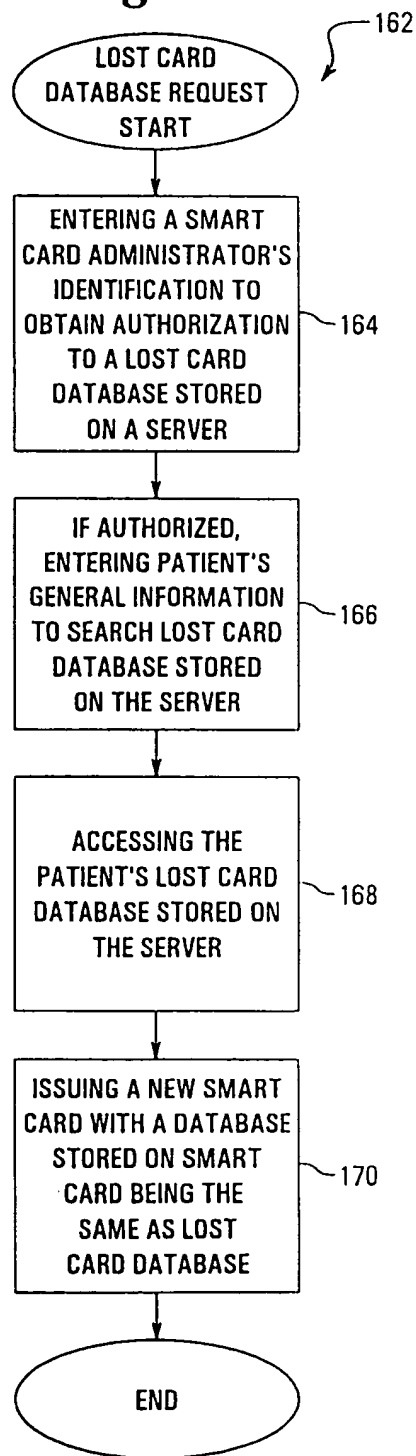 162
LOST CARD
DATABASE REQUEST
START
ENTERING A SMART
CARD ADMINISTRATOR'S
IDENTIFICATION TO
OBTAIN AUTHORIZATION
TO A LOST CARD
DATABASE STORED
ON A SERVER
164
IF AUTHORIZED,
ENTERING PATIENT'S
GENERAL INFORMATION
TO SEARCH LOST CARD
DATABASE STORED
ON THE SERVER
166
ACCESSING THE
PATIENT'S LOST CARD
DATABASE STORED ON
THE SERVER
168
ISSUING A NEW SMART
CARD WITH A DATABASE
STORED ON SMART
CARD BEING THE
SAME AS LOST
CARD DATABASE
170
END